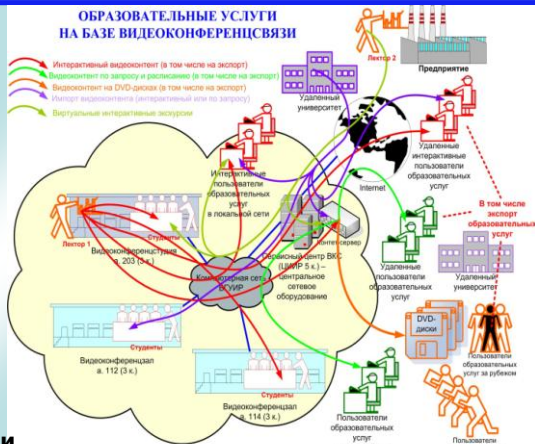 ОБРАЗОВАТЕЛЬНЫЕ УСЛУГИ
НА БАЗЕ ВИДЕОКОНФЕРЕНЦСВЯЗИ
Интерактивный видеоконтент (в том числе на экспорт)
Видеоконтент по запросу и расписанию (в том числе на экспорт)
Видеоконтент на DVD-дисках (в том числе на экспорт)
Импорт видеоконтента (интерактивный или по запросу)
Виртуальные интерактивные экскурсии
Лектор 2
Предприятие
Удаленный
университет
Удаленные
интерактивные
пользователи
образовательных
услуг
Internet
Интерактивные
пользователи
образовательных
услуг
в локальной сети
В том числе
экспорт
образовательных
услуг
Лектор 1
Студенты
Видеоконференцстудия
а. 203 (3 к.)
Контент-сервер
Сервисный центр ВКС
(ЦИИР 5 к.) –
центральное
сетевое
оборудование
Компьютерная сеть
БГУИР
Удаленные
пользователи
образовательных
услуг
Удаленный
университет
DVD-
диски
Студенты
Видеоконференцзал
а. 112 (3 к.)
Студенты
Видеоконференцзал
а. 114 (3 к.)
Пользователи
образовательных
услуг
Пользователи
образовательных
услуг за рубежом
Пользователи
и